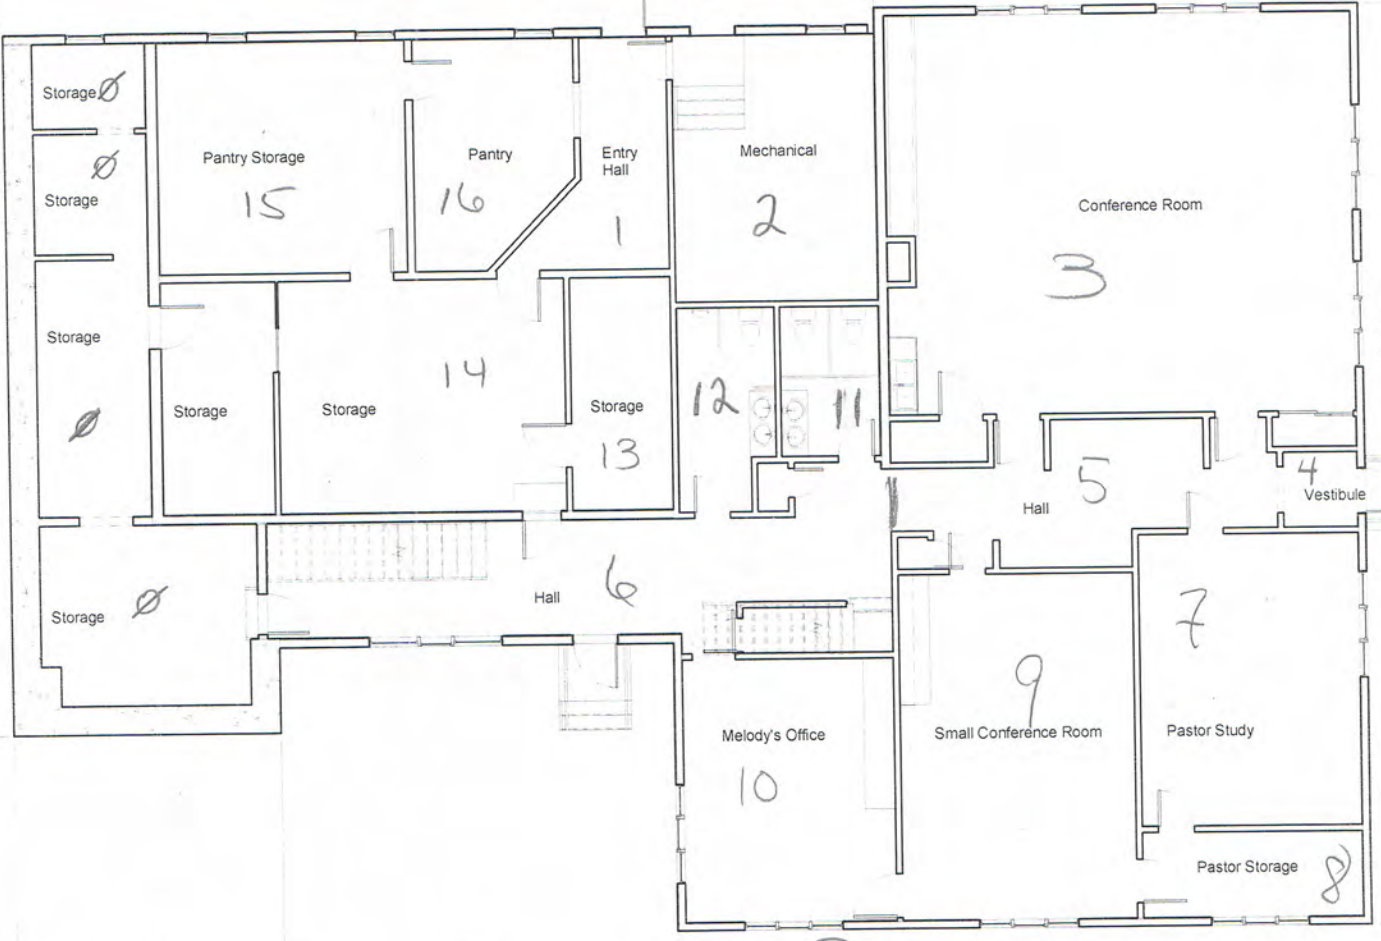 Storage Ø
Ø
Storage
Pantry Storage
15
Pantry
16
Entry
Hall
1
Mechanical
2
Conference Room
3
Storage
Ø
Storage
Storage
14
Storage
13
12
11
5
Hall
4
Vestibule
Storage Ø
Hall
6
7
Pastor Study
9
Small Conference Room
Melody's Office
10
Pastor Storage
8